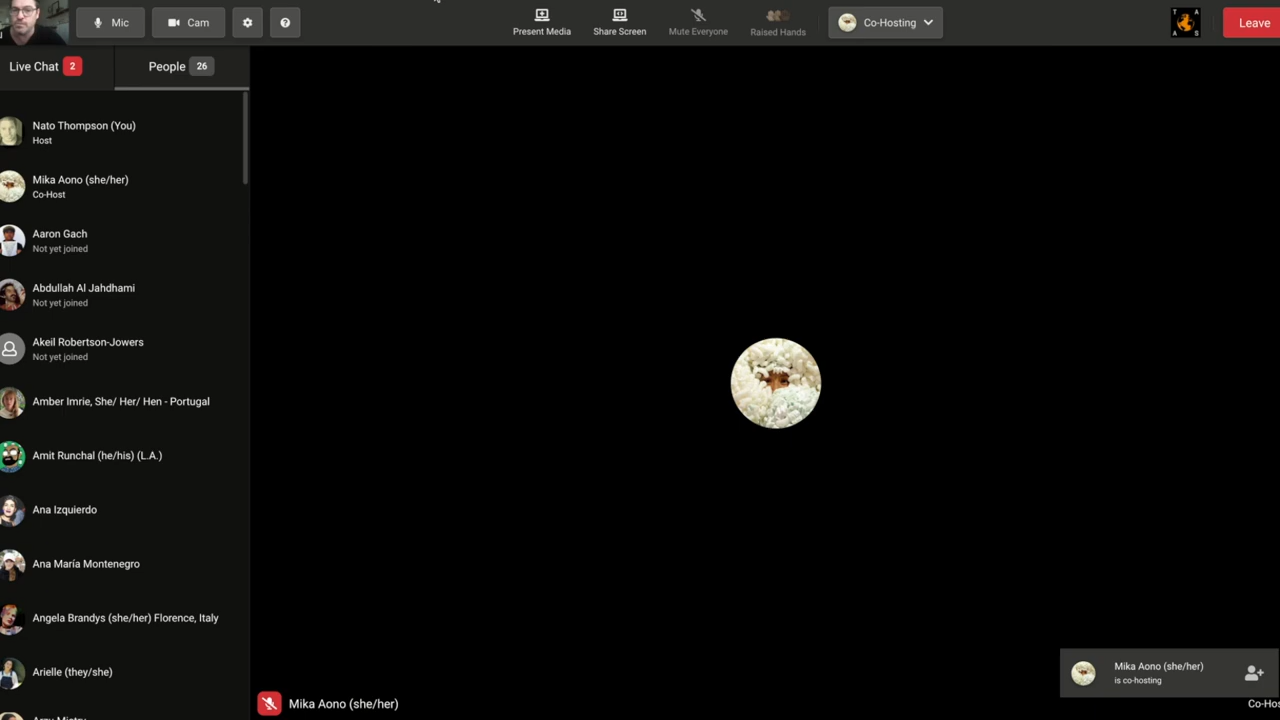 Mic
Cam
Present Media
Share Screen
Mute Everyone
Raised Hands
Co-Hosting
T A
A S
Leave
Live Chat 2
People 26
Nato Thompson (You)
Host
Mika Aono (she/her)
Co-Host
Aaron Gach
Not yet joined
Abdullah Al Jahdhami
Not yet joined
Akeil Robertson-Jowers
Not yet joined
Amber Imrie, She/ Her/ Hen - Portugal
Amit Runchal (he/his) (L.A.)
Ana Izquierdo
Ana María Montenegro
Angela Brandys (she/her) Florence, Italy
Arielle (they/she)
Mika Aono (she/her)
Mika Aono (she/her)
is co-hosting
Co-Hos